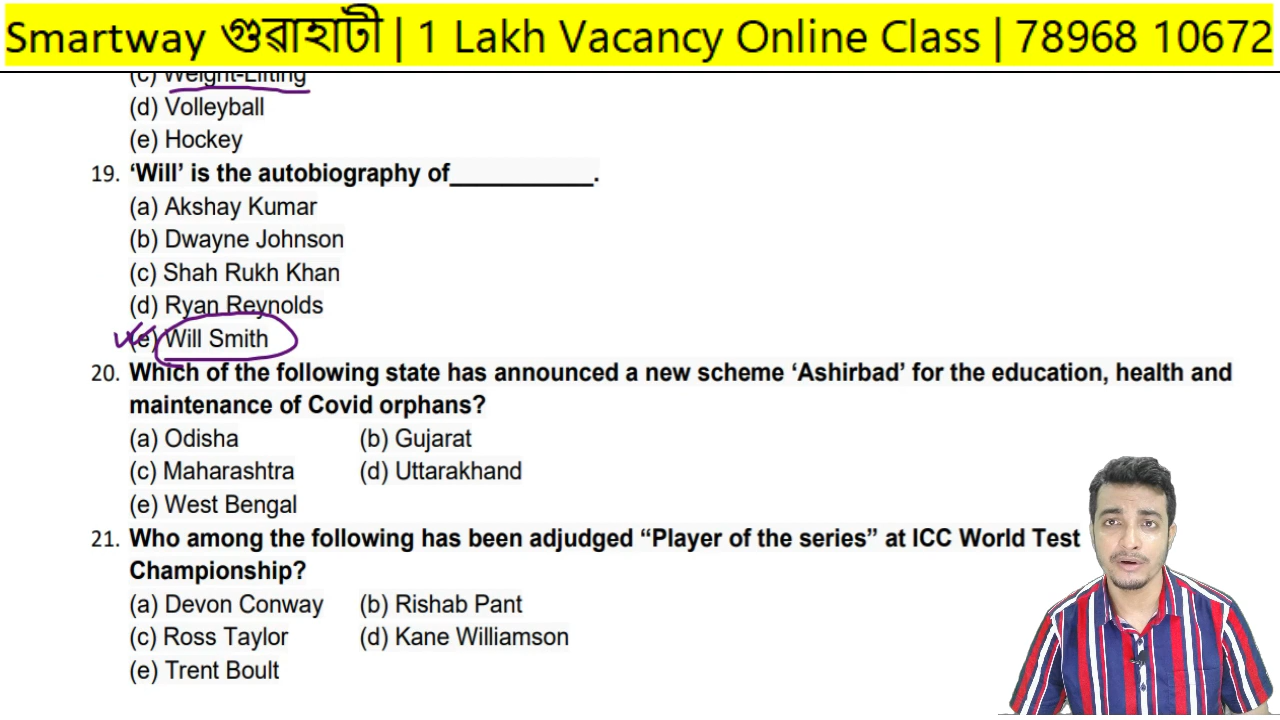 Smartway গুৱাহাটী | 1 Lakh Vacancy Online Class | 78968 10672
(c) Weight-Lifting
(d) Volleyball
(e) Hockey
19. ‘Will’ is the autobiography of___________.
(a) Akshay Kumar
(b) Dwayne Johnson
(c) Shah Rukh Khan
(d) Ryan Reynolds
(e) Will Smith
20. Which of the following state has announced a new scheme ‘Ashirbad’ for the education, health and
maintenance of Covid orphans?
(a) Odisha (b) Gujarat
(c) Maharashtra (d) Uttarakhand
(e) West Bengal
21. Who among the following has been adjudged “Player of the series” at ICC World Test
Championship?
(a) Devon Conway (b) Rishab Pant
(c) Ross Taylor (d) Kane Williamson
(e) Trent Boult